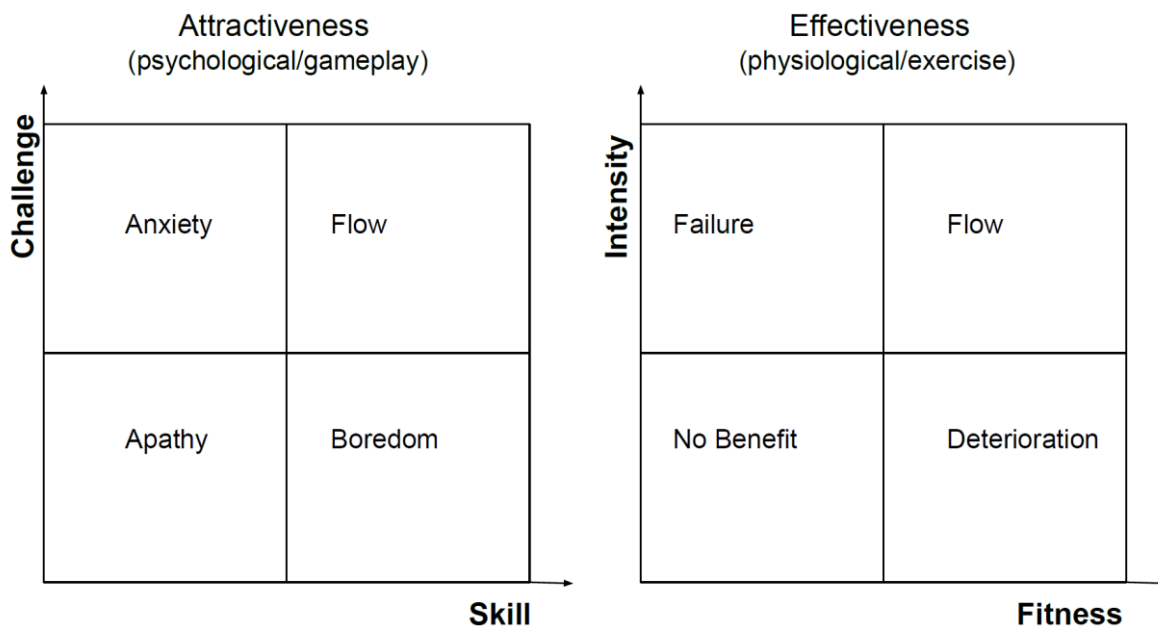 Attractiveness
(psychological/gameplay)
Challenge
Anxiety
Flow
Apathy
Boredom
Skill
Effectiveness
(physiological/exercise)
Intensity
Failure
Flow
No Benefit
Deterioration
Fitness